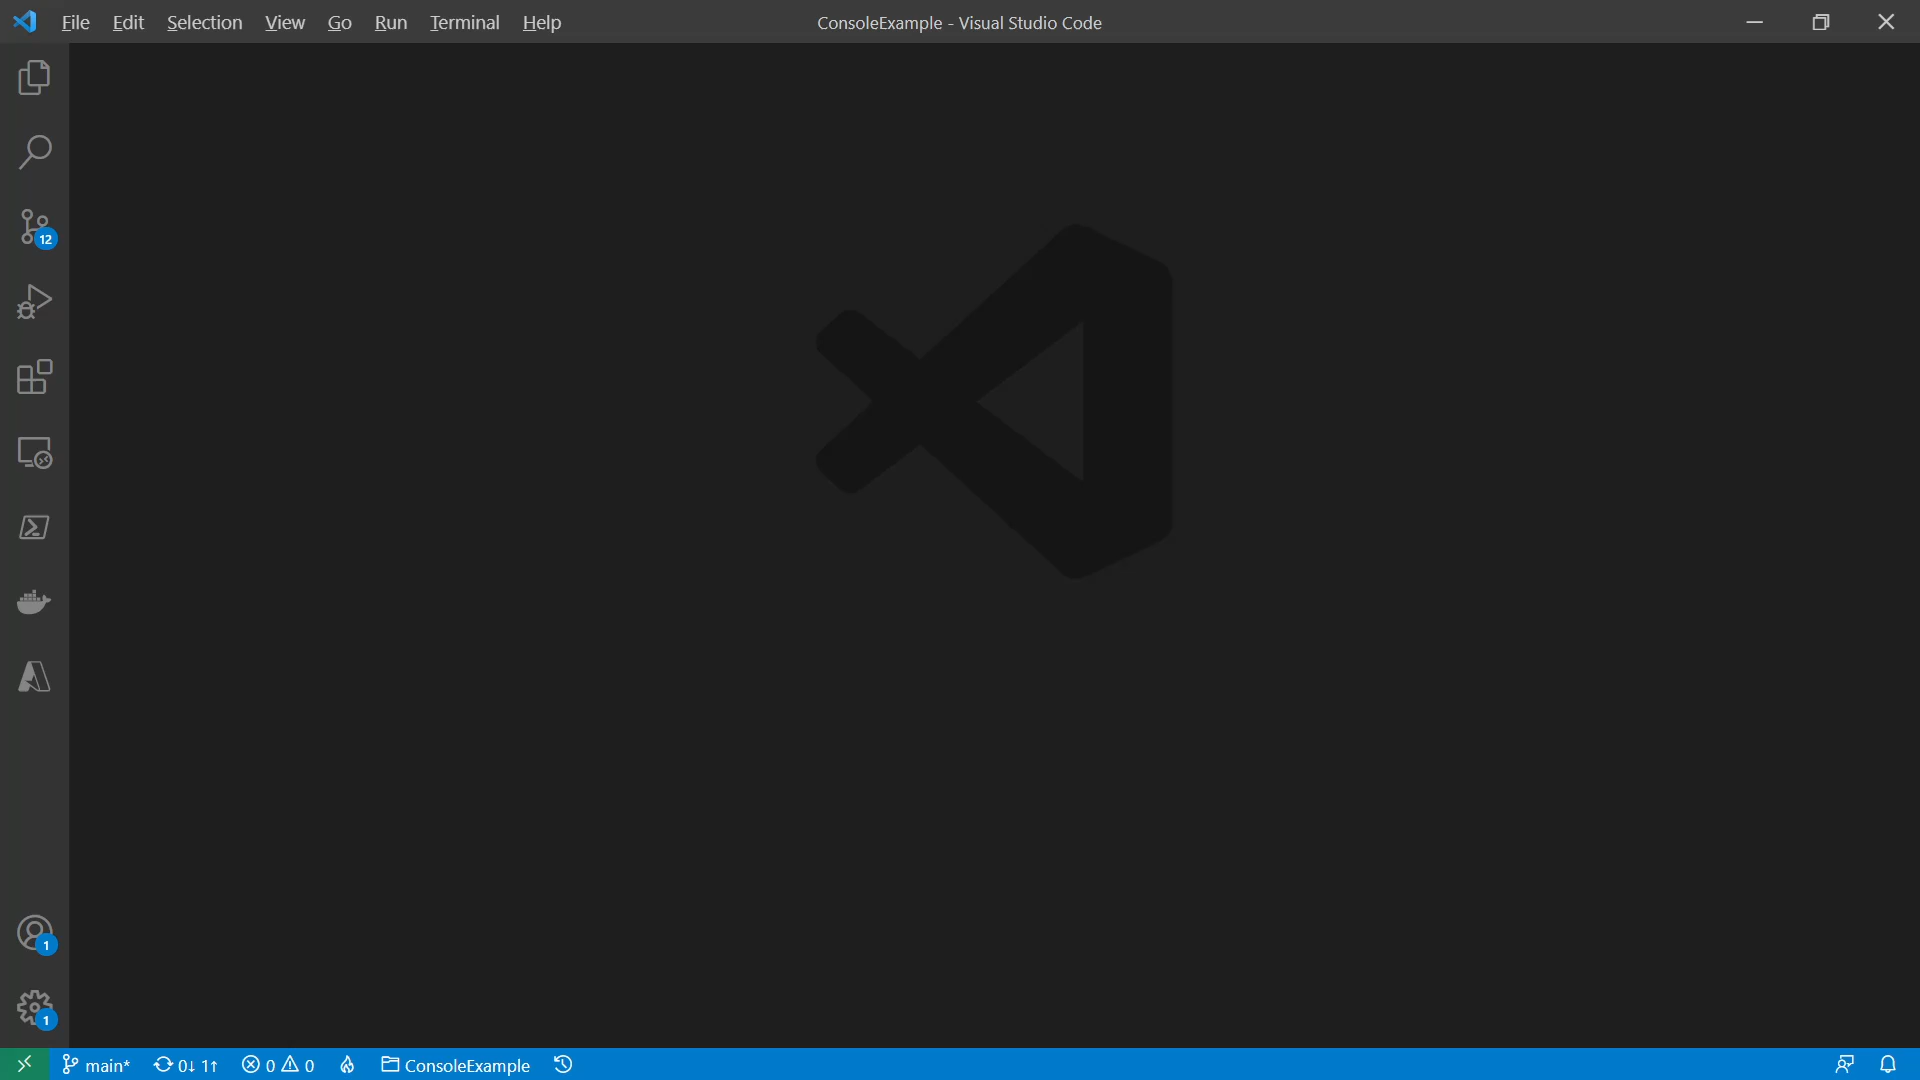 File Edit Selection View Go Run Terminal Help
ConsoleExample - Visual Studio Code
12
1
1
main* 0↓ 1↑ 0 0 ConsoleExample